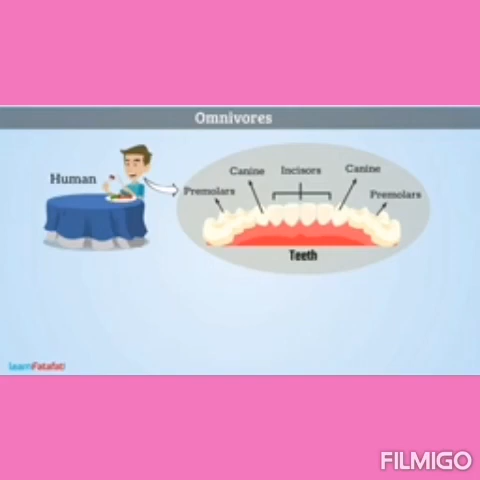 Omnivores
Human
Canine
Incisors
Canine
Premolars
Premolars
Teeth
learnFatafat
FILMIGO